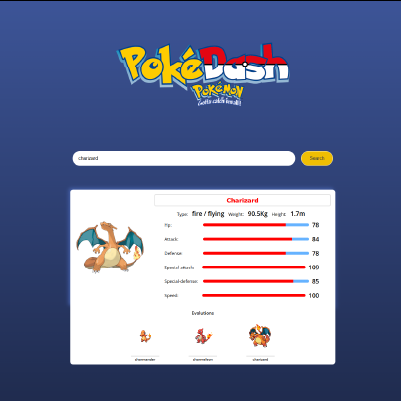 PokéDash
POKéMON
Gotta catch 'em all!
charizard
Search
Charizard
Type: fire / flying Weight: 90.5Kg Height: 1.7m
Hp: 78
Attack: 84
Defense: 78
Special-attack: 109
Special-defense: 85
Speed: 100
Evolutions
charmander charmeleon charizard